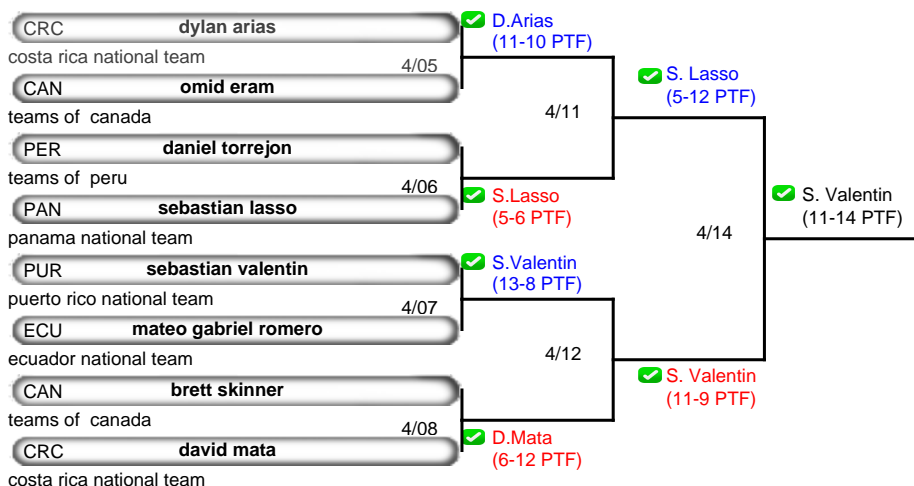 CRC dylan arias
costa rica national team
4/05
CAN omid eram
teams of canada
PER daniel torrejon
teams of peru
4/06
PAN sebastian lasso
panama national team
PUR sebastian valentin
puerto rico national team
4/07
ECU mateo gabriel romero
ecuador national team
CAN brett skinner
teams of canada
4/08
CRC david mata
costa rica national team
D.Arias
(11-10 PTF)
4/11
S.Lasso
(5-6 PTF)
S.Valentin
(13-8 PTF)
4/12
D.Mata
(6-12 PTF)
S. Lasso
(5-12 PTF)
4/14
S. Valentin
(11-9 PTF)
S. Valentin
(11-14 PTF)